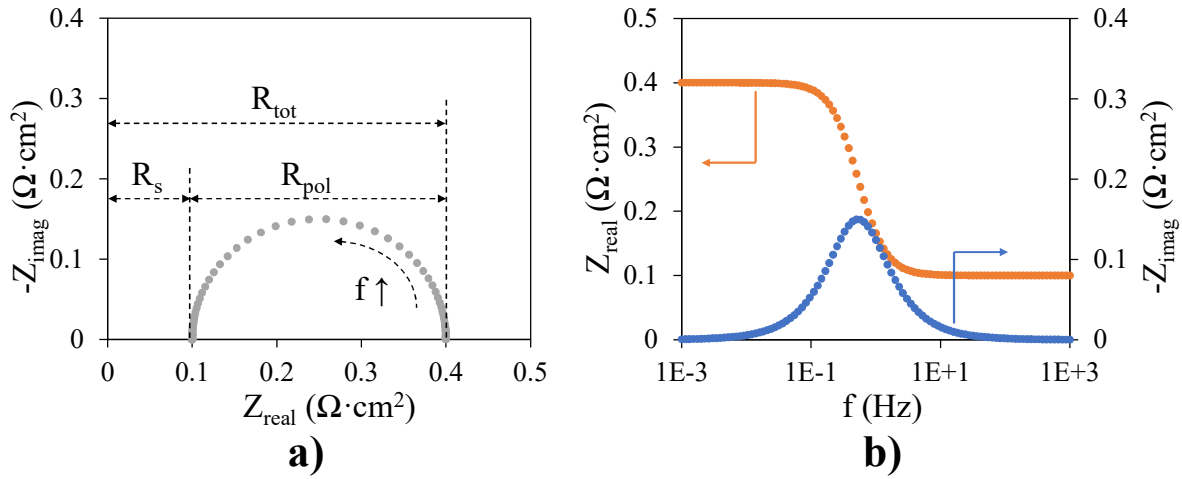 0.4
0.3
0.2
0.1
0
-Z_imag (Ω·cm²)
R_tot
R_s
R_pol
f ↑
0 0.1 0.2 0.3 0.4 0.5
Z_real (Ω·cm²)
a)
0.5
0.4
0.3
0.2
0.1
0
Z_real (Ω·cm²)
0.4
0.3
0.2
0.1
0
-Z_imag (Ω·cm²)
1E-3 1E-1 1E+1 1E+3
f (Hz)
b)